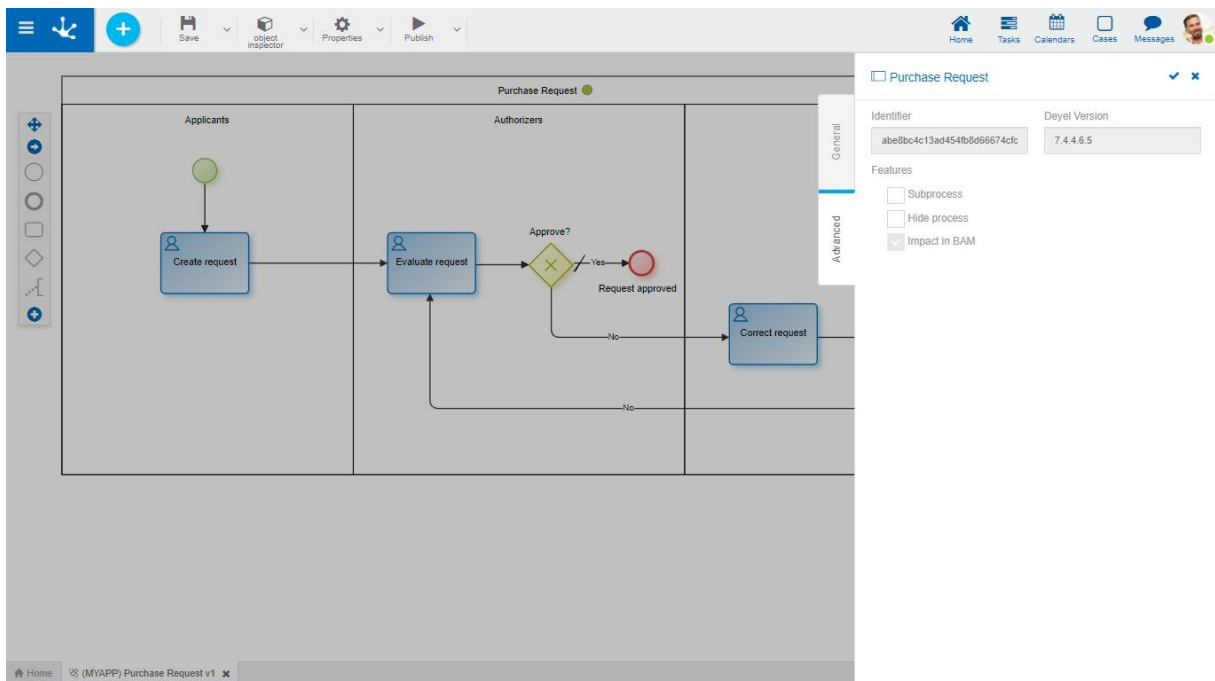 Save
object inspector
Properties
Publish
Home
Tasks
Calendars
Cases
Messages
Purchase Request
Applicants
Authorizers
Create request
Evaluate request
Approve?
Yes
Request approved
No
Correct request
No
General
Advanced
Purchase Request
Identifier
Deyel Version
abe8bc4c13ad454fb8d66674cfc
7.4.4.6.5
Features
Subprocess
Hide process
Impact in BAM
Home
(MYAPP) Purchase Request v1